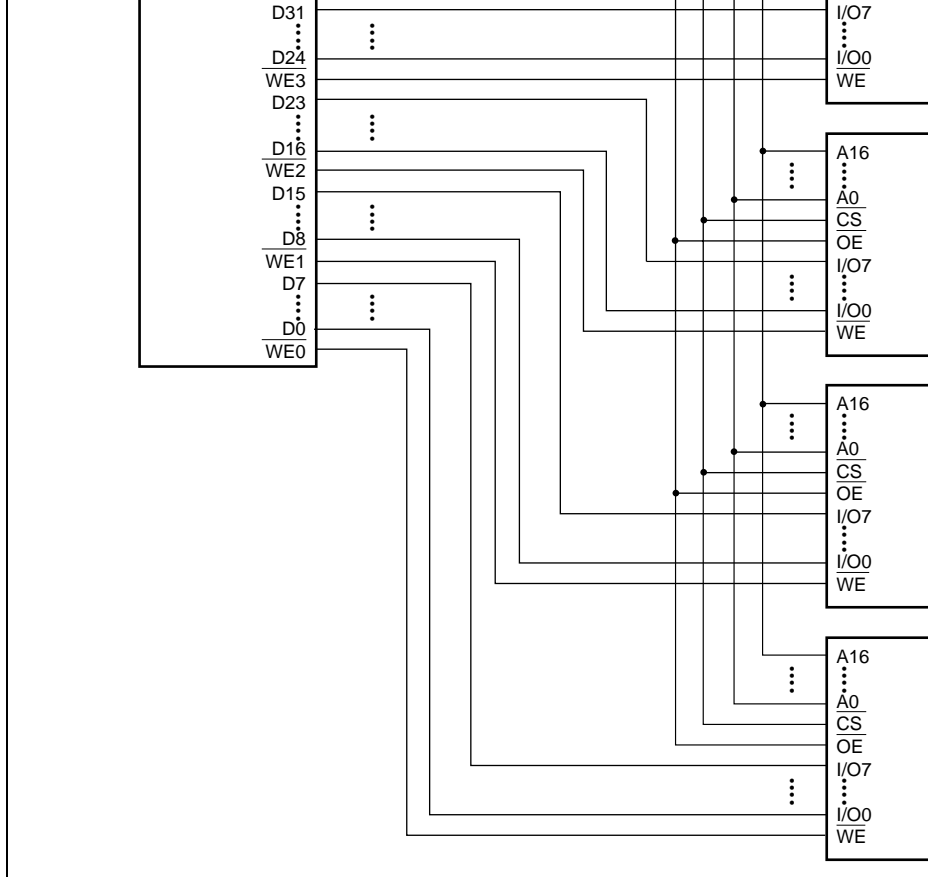 D31
D24
WE3
D23
D16
WE2
D15
D8
WE1
D7
D0
WE0
I/O7
I/O0
WE
A16
A0
CS
OE
I/O7
I/O0
WE
A16
A0
CS
OE
I/O7
I/O0
WE
A16
A0
CS
OE
I/O7
I/O0
WE